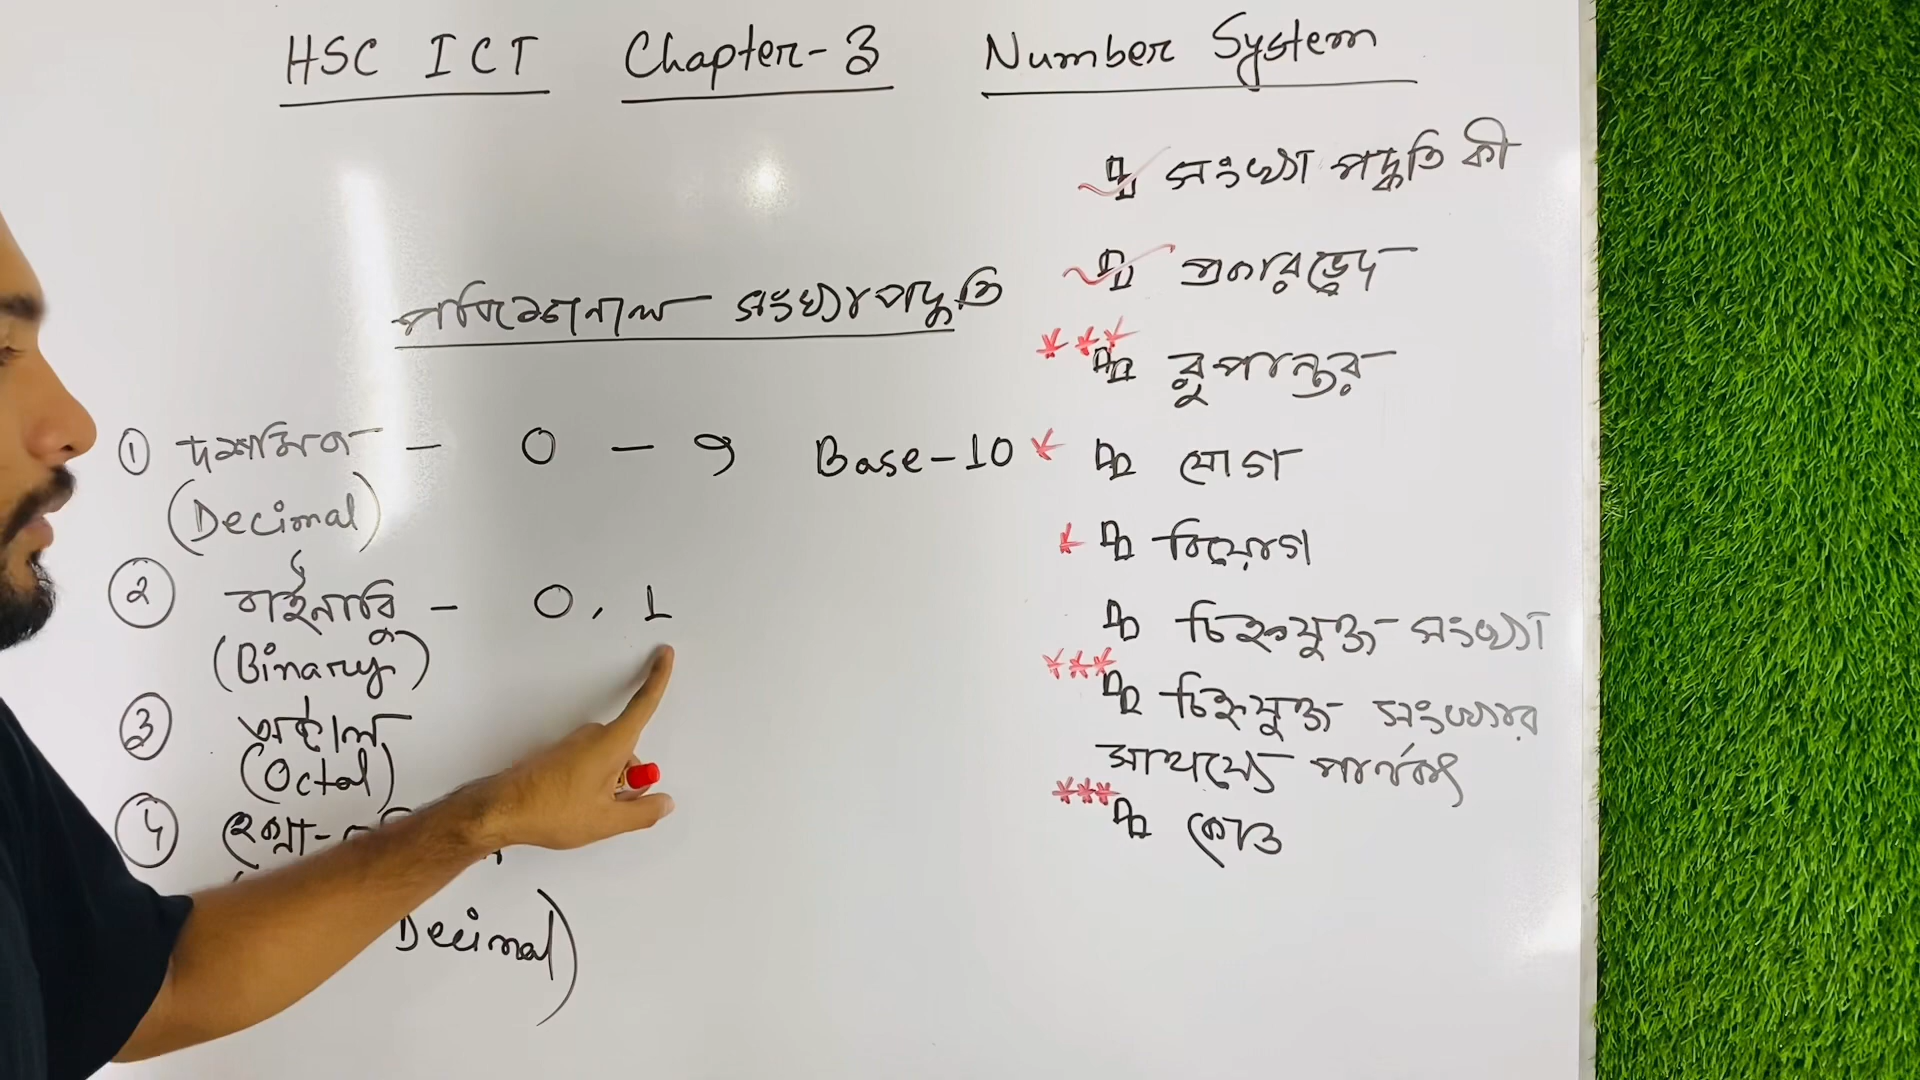 HSC ICT Chapter-3 Number System
সংখ্যা পদ্ধতি কী
প্রকারভেদ
রুপান্তর
যোগ
বিয়োগ
চিহ্নযুক্ত সংখ্যা
চিহ্নযুক্ত সংখ্যার
সাথে পার্থক্য
কোড
পজিশনাল সংখ্যা পদ্ধতি
① দশমিক - 0 - 9 Base-10
(Decimal)
② বাইনারি - 0, 1
(Binary)
③ অক্টাল
(Octal)
④ হেক্সা-
Decimal)